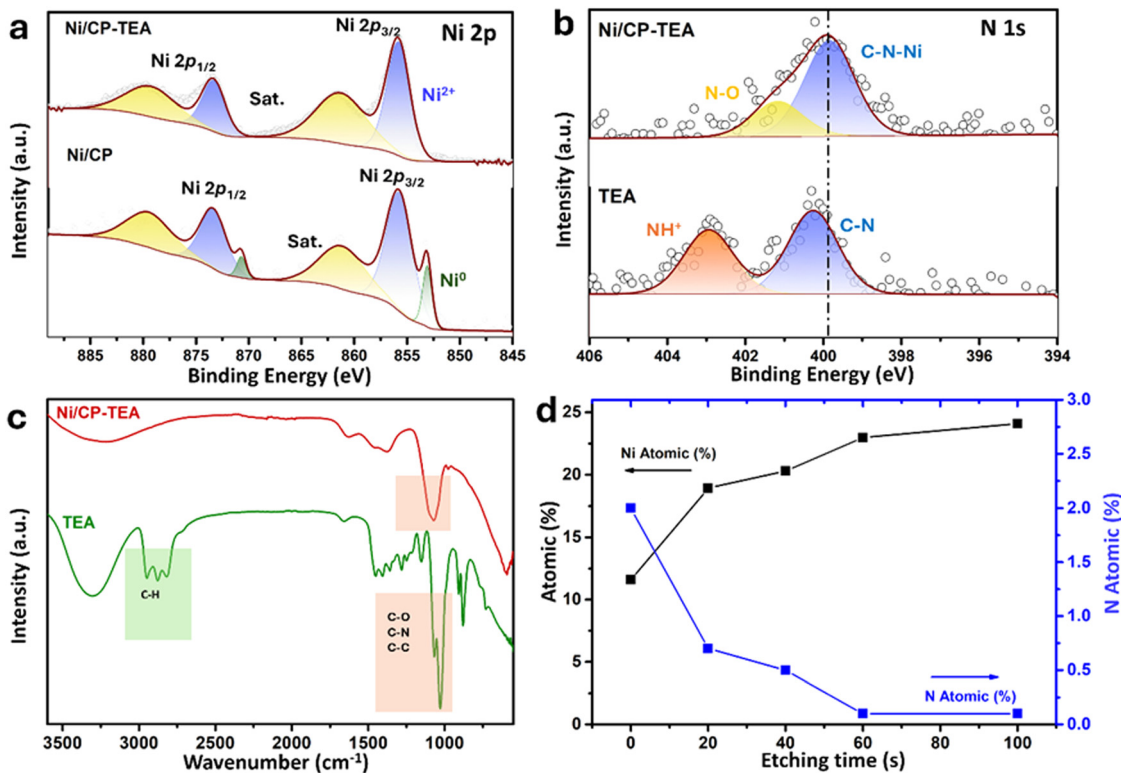 a
Ni/CP-TEA
Ni 2p
Ni 2p3/2
Ni 2p1/2
Sat.
Ni2+
Ni/CP
Ni 2p3/2
Ni 2p1/2
Sat.
Ni0
Intensity (a.u.)
885 880 875 870 865 860 855 850 845
Binding Energy (eV)
b
Ni/CP-TEA
N 1s
C-N-Ni
N-O
TEA
NH+
C-N
Intensity (a.u.)
406 404 402 400 398 396 394
Binding Energy (eV)
c
Ni/CP-TEA
TEA
C-H
C-O
C-N
C-C
Intensity (a.u.)
3500 3000 2500 2000 1500 1000
Wavenumber (cm-1)
d
25
20
15
10
5
0
Atomic (%)
Ni Atomic (%)
N Atomic (%)
3.0
2.5
2.0
1.5
1.0
0.5
0.0
N Atomic (%)
0 20 40 60 80 100
Etching time (s)